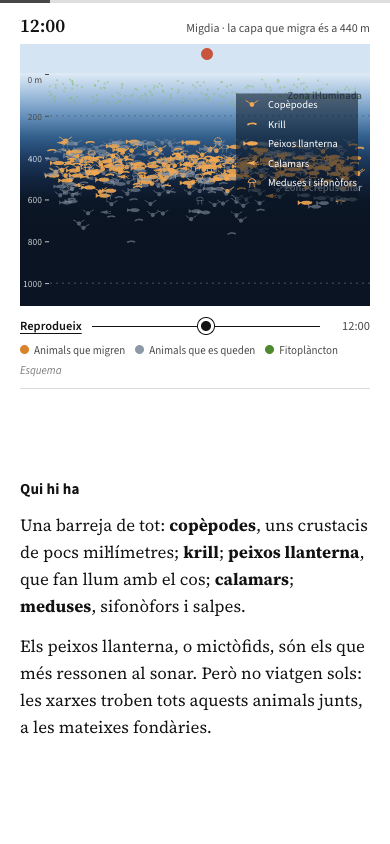 12:00
Migdia · la capa que migra és a 440 m
0 m
Zona il·luminada
Copèpodes
200
Krill
Peixos llanterna
400
Calamars
Meduses i sifonòfors
Zona crepuscular
600
800
1000
Reprodueix
12:00
Animals que migren
Animals que es queden
Fitoplàncton
Esquema
Qui hi ha
Una barreja de tot: copèpodes, uns crustacis
de pocs mil·límetres; krill; peixos llanterna,
que fan llum amb el cos; calamars;
meduses, sifonòfors i salpes.
Els peixos llanterna, o mictòfids, són els que
més ressonen al sonar. Però no viatgen sols:
les xarxes troben tots aquests animals junts,
a les mateixes fondàries.